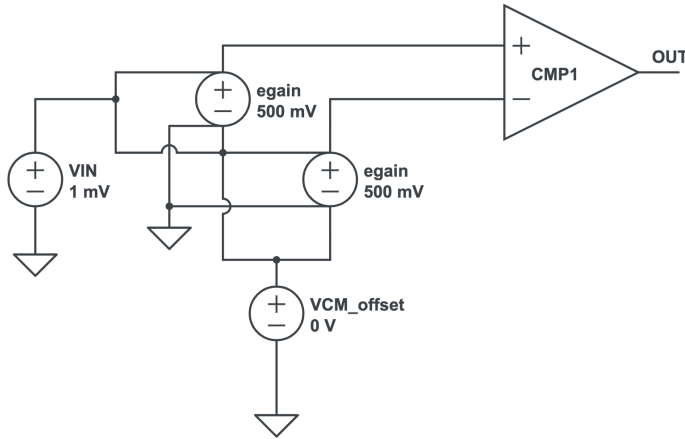 OUT
CMP1
egain
500 mV
VIN
1 mV
egain
500 mV
VCM_offset
0 V